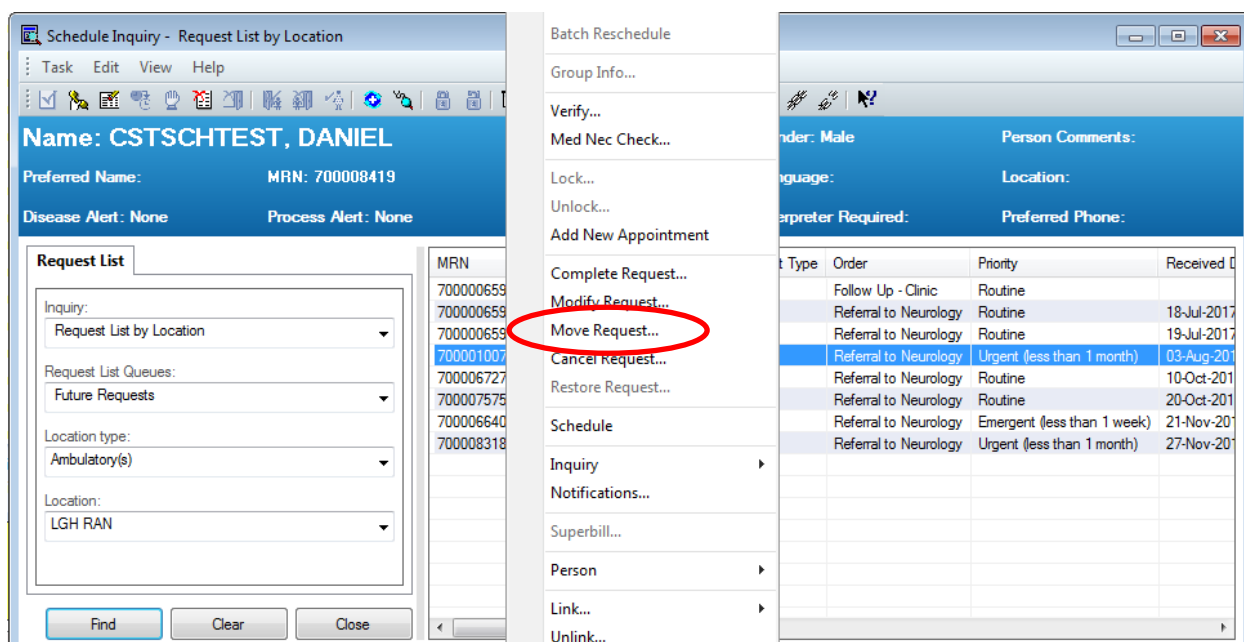 Schedule Inquiry - Request List by Location
Task Edit View Help
Name: CSTSCHTEST, DANIEL
nder: Male
Person Comments:
Preferred Name:
MRN: 700008419
nguage:
Location:
Disease Alert: None
Process Alert: None
erpreter Required:
Preferred Phone:
Request List
Inquiry:
Request List by Location
Request List Queues:
Future Requests
Location type:
Ambulatory(s)
Location:
LGH RAN
Find Clear Close
Batch Reschedule
Group Info...
Verify...
Med Nec Check...
Lock...
Unlock...
Add New Appointment
Complete Request...
Modify Request...
Move Request...
Cancel Request...
Restore Request...
Schedule
Inquiry
Notifications...
Superbill...
Person
Link...
Unlink...
MRN t Type Order Priority Received D
700000659 Follow Up - Clinic Routine
700000659 Referral to Neurology Routine 18-Jul-2017
700000659 Referral to Neurology Routine 19-Jul-2017
700001007 Referral to Neurology Urgent (less than 1 month) 03-Aug-201
700006727 Referral to Neurology Routine 10-Oct-201
700007575 Referral to Neurology Routine 20-Oct-201
700006640 Referral to Neurology Emergent (less than 1 week) 21-Nov-201
700008318 Referral to Neurology Urgent (less than 1 month) 27-Nov-201